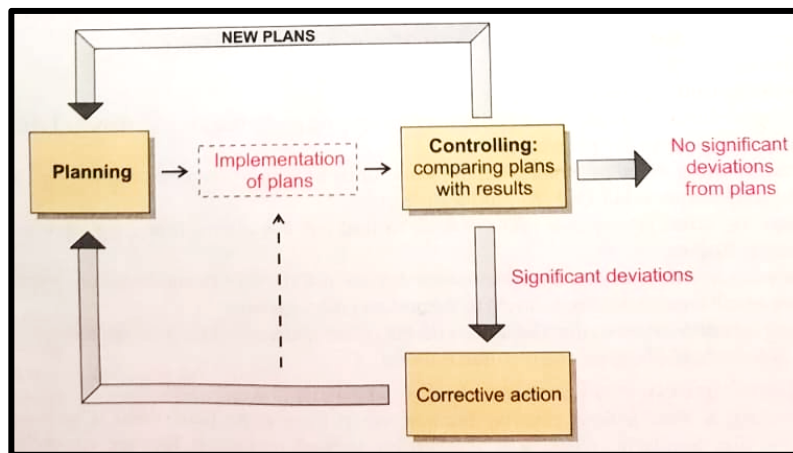 NEW PLANS
Planning
Implementation
of plans
Controlling:
comparing plans
with results
No significant
deviations
from plans
Significant deviations
Corrective action